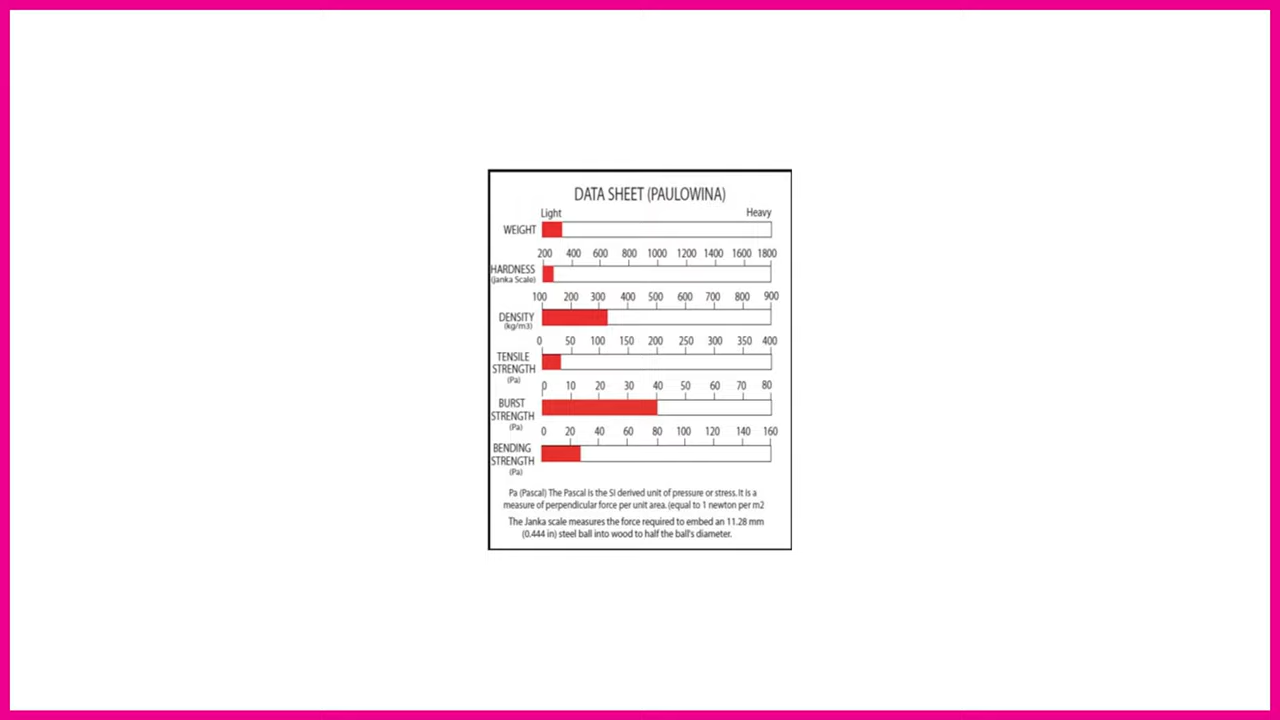 DATA SHEET (PAULOWINA)
Light Heavy
WEIGHT
200 400 600 800 1000 1200 1400 1600 1800
HARDNESS
(Janka Scale)
100 200 300 400 500 600 700 800 900
DENSITY
(kg/m3)
0 50 100 150 200 250 300 350 400
TENSILE
STRENGTH
(Pa)
0 10 20 30 40 50 60 70 80
BURST
STRENGTH
(Pa)
0 20 40 60 80 100 120 140 160
BENDING
STRENGTH
(Pa)
Pa (Pascal) The Pascal is the SI derived unit of pressure or stress. It is a
measure of perpendicular force per unit area. (equal to 1 newton per m2
The Janka scale measures the force required to embed an 11.28 mm
(0.444 in) steel ball into wood to half the ball's diameter.